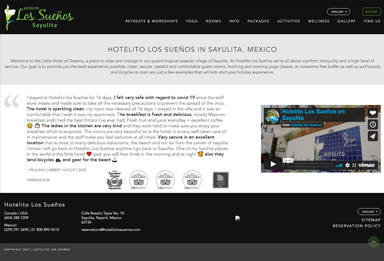 HOTELITO
Los Sueños
Sayulita
ENGLISH
BOOK NOW
RETREATS & WORKSHOPS YOGA ROOMS INFO PACKAGES ACTIVITIES WELLNESS GALLERY FIND US
HOTELITO LOS SUEÑOS IN SAYULITA, MEXICO
Welcome to the Little Hotel of Dreams, a place to relax and indulge in our quaint tropical seaside village of Sayulita. At Hotelito Los Sueños we're all about comfort, tranquility and a high level of
service. Our goal is to provide you the best experience possible: clean, secure, tasteful and comfortable guest rooms, morning and evening yoga classes, an awesome free buffet as well as surf boards
and bicycles to loan are just a few examples that will kick start your holiday experience.
I stayed at Hotelito los Suenos for 16 days. I felt very safe with regard to covid 19 since the staff
wore masks and made sure to take all the necessary precautions to prevent the spread of the virus.
The hotel is sparkling clean, my room was cleaned all 16 days. I stayed in the villa and it was so
comfortable that I wish it was my apartment. The breakfast is fresh and delicious, mostly Mexican
breakfast and I had the best frittata I've ever had. Fresh fruit and juice everyday + excellent coffee
The ladies in the kitchen are very kind and they work hard to make sure you enjoy your
breakfast which is exquisite. The rooms are very beautiful as is the hotel, it is very well taken care of
in maintenance and the staff make you feel welcome at all times. Very secure in an excellent
location that is close to many delicious restaurants, the beach and not far from the center of sayulita.
I know I will go back to Hotelito los Suenos anytime I go back to Sayulita. One of my favorite places
in the world is this little hotel ❤ psst you will hear birds in the morning and at night also they
lend bicycles and gear for the beach
- PAULINA LUBBERT, AUGUST 2020
TRIPADVISOR
Hotelito Los Sueños en
Sayulita
vimeo
Hotelito Los Sueños
Canada / USA:
(604) 288 7209
Mexico:
(329) 291 3690 | 01 800 890 4010
Calle Rosalio Tapia No. 10
Sayulita, Nayarit, Mexico
63734
reservations@hotelitolossuenos.com
ENGLISH
SITEMAP
RESERVATION POLICY
COPYRIGHT 2021 | HOTELITO LOS SUEÑOS